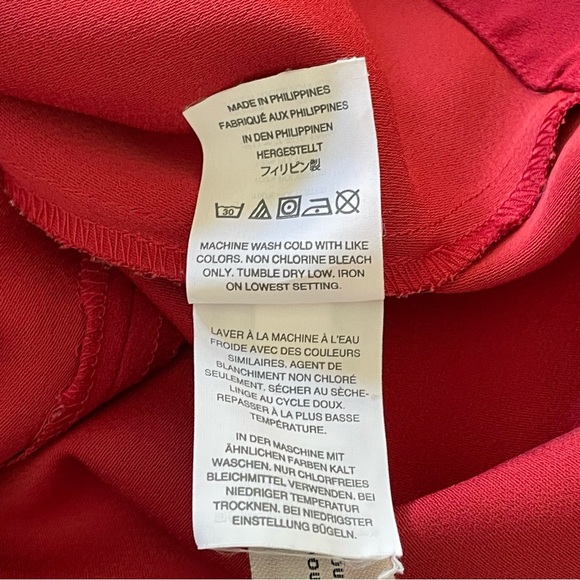 MADE IN PHILIPPINES
FABRIQUÉ AUX PHILIPPINES
IN DEN PHILIPPINEN
HERGESTELLT
フィリピン製
30
MACHINE WASH COLD WITH LIKE
COLORS. NON CHLORINE BLEACH
ONLY. TUMBLE DRY LOW. IRON
ON LOWEST SETTING.
LAVER À LA MACHINE À L'EAU
FROIDE AVEC DES COULEURS
SIMILAIRES. AGENT DE
BLANCHIMENT NON CHLORÉ
SEULEMENT. SÉCHER AU SÈCHE-
LINGE AU CYCLE DOUX.
REPASSER À LA PLUS BASSE
TEMPÉRATURE.
IN DER MASCHINE MIT
ÄHNLICHEN FARBEN KALT
WASCHEN. NUR CHLORFREIES
BLEICHMITTEL VERWENDEN. BEI
NIEDRIGER TEMPERATUR
TROCKNEN. BEI NIEDRIGSTER
EINSTELLUNG BÜGELN.